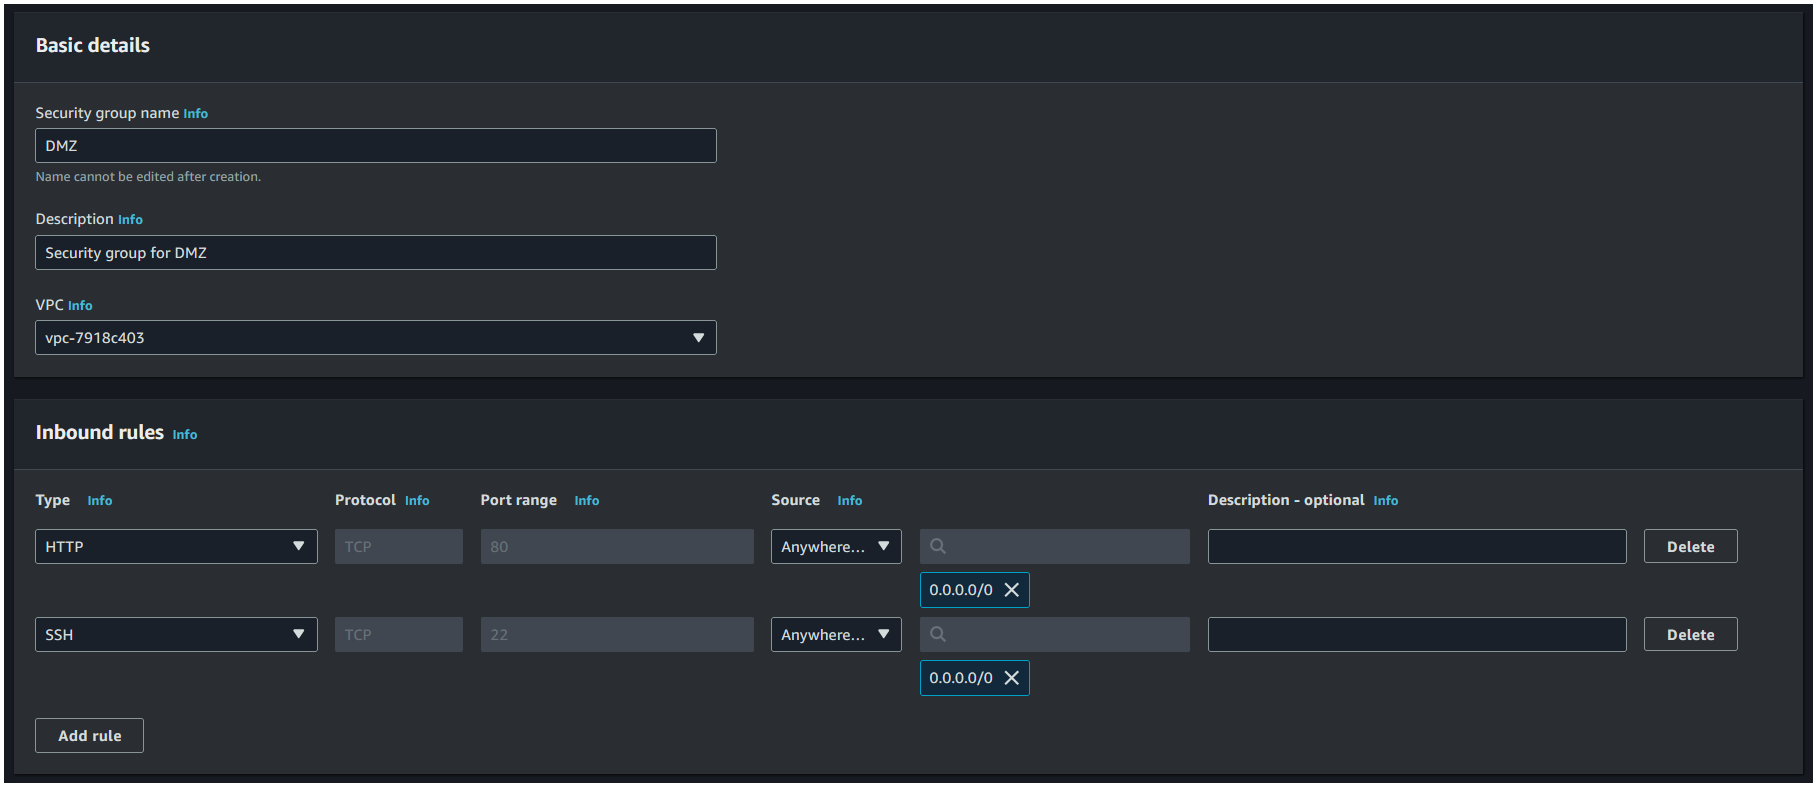 Basic details
Security group name Info
DMZ
Name cannot be edited after creation.
Description Info
Security group for DMZ
VPC Info
vpc-7918c403
Inbound rules Info
Type Info Protocol Info Port range Info Source Info Description - optional Info
HTTP TCP 80 Anywhere... Delete
0.0.0.0/0
SSH TCP 22 Anywhere... Delete
0.0.0.0/0
Add rule